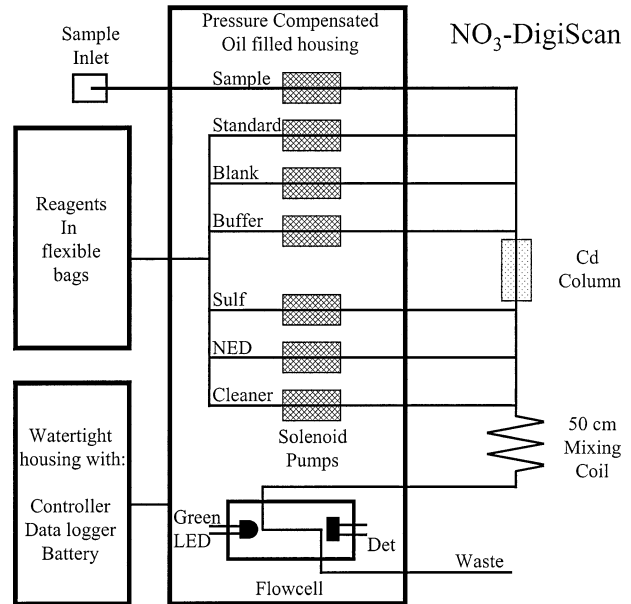 NO3-DigiScan
Sample
Inlet
Pressure Compensated
Oil filled housing
Sample
Standard
Blank
Buffer
Sulf
NED
Cleaner
Solenoid
Pumps
Reagents
In
flexible
bags
Cd
Column
50 cm
Mixing
Coil
Watertight
housing with:
Controller
Data logger
Battery
Green
LED
Det
Flowcell
Waste